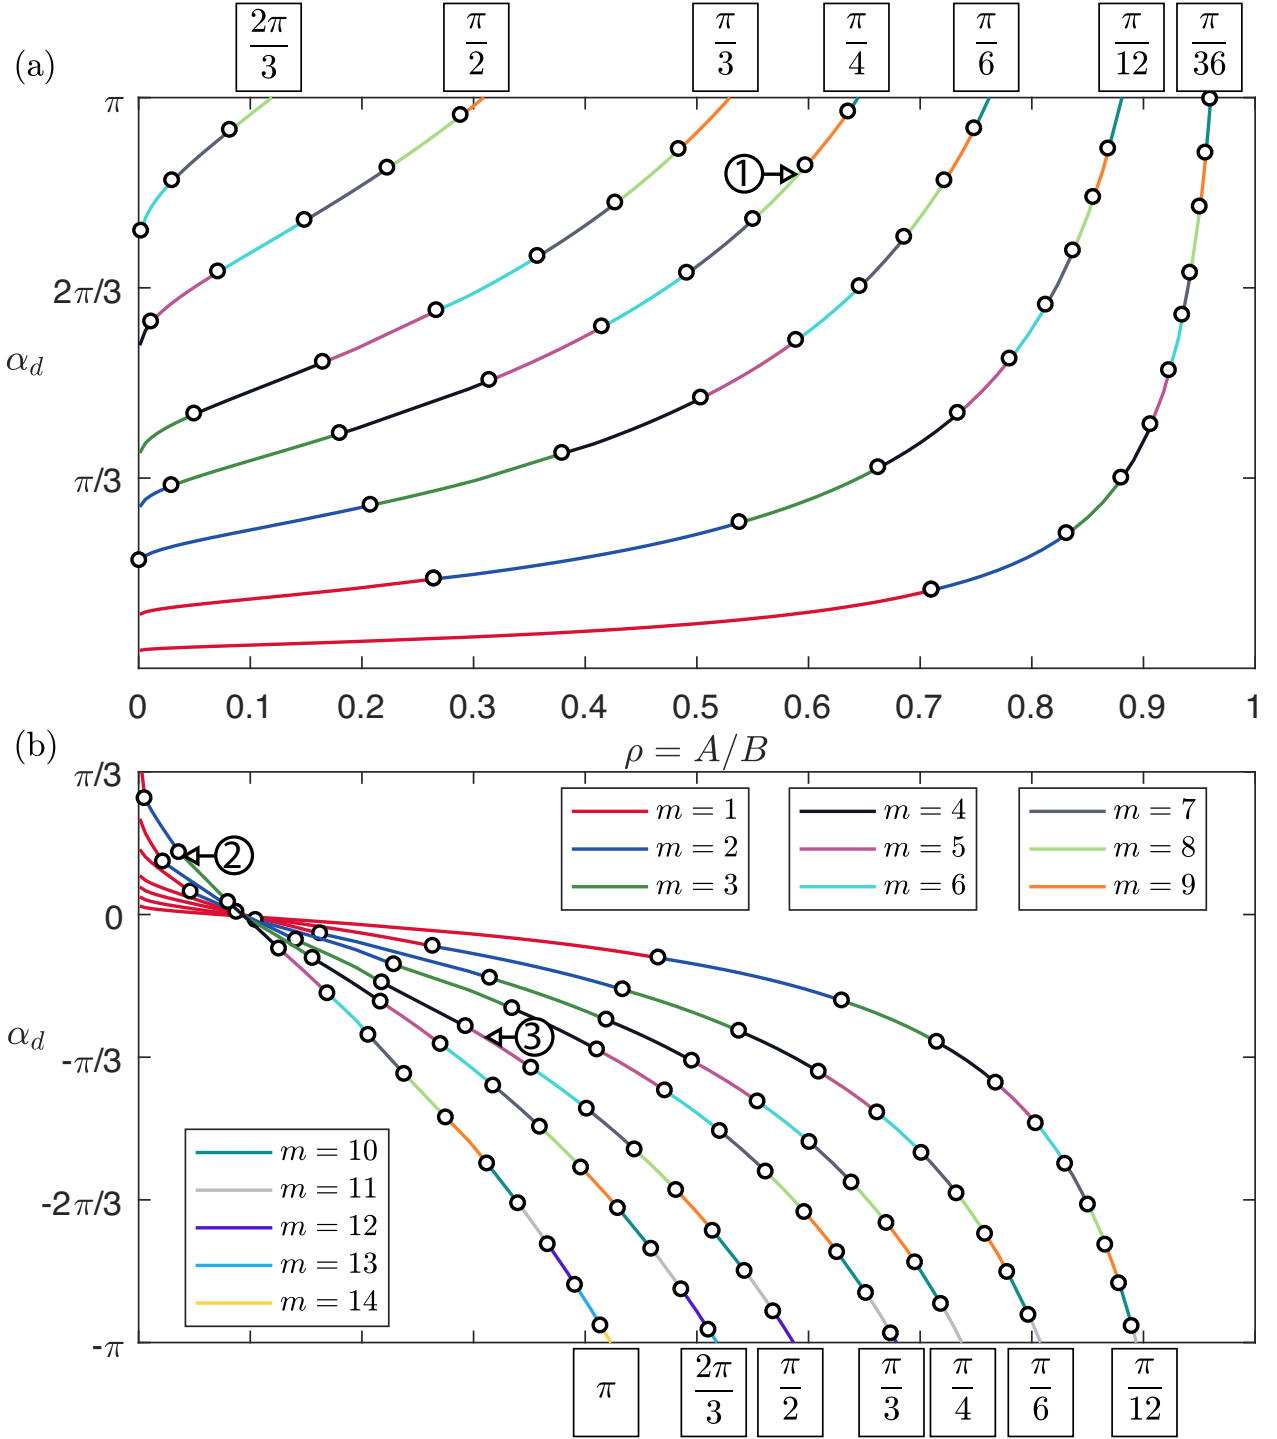 2π/3 π/2 π/3 π/4 π/6 π/12 π/36
(a)
π
2π/3
π/3
α_d
1
0 0.1 0.2 0.3 0.4 0.5 0.6 0.7 0.8 0.9 1
ρ = A/B
(b)
π/3
0
-π/3
-2π/3
-π
α_d
2
3
m = 1 m = 4 m = 7
m = 2 m = 5 m = 8
m = 3 m = 6 m = 9
m = 10
m = 11
m = 12
m = 13
m = 14
π 2π/3 π/2 π/3 π/4 π/6 π/12